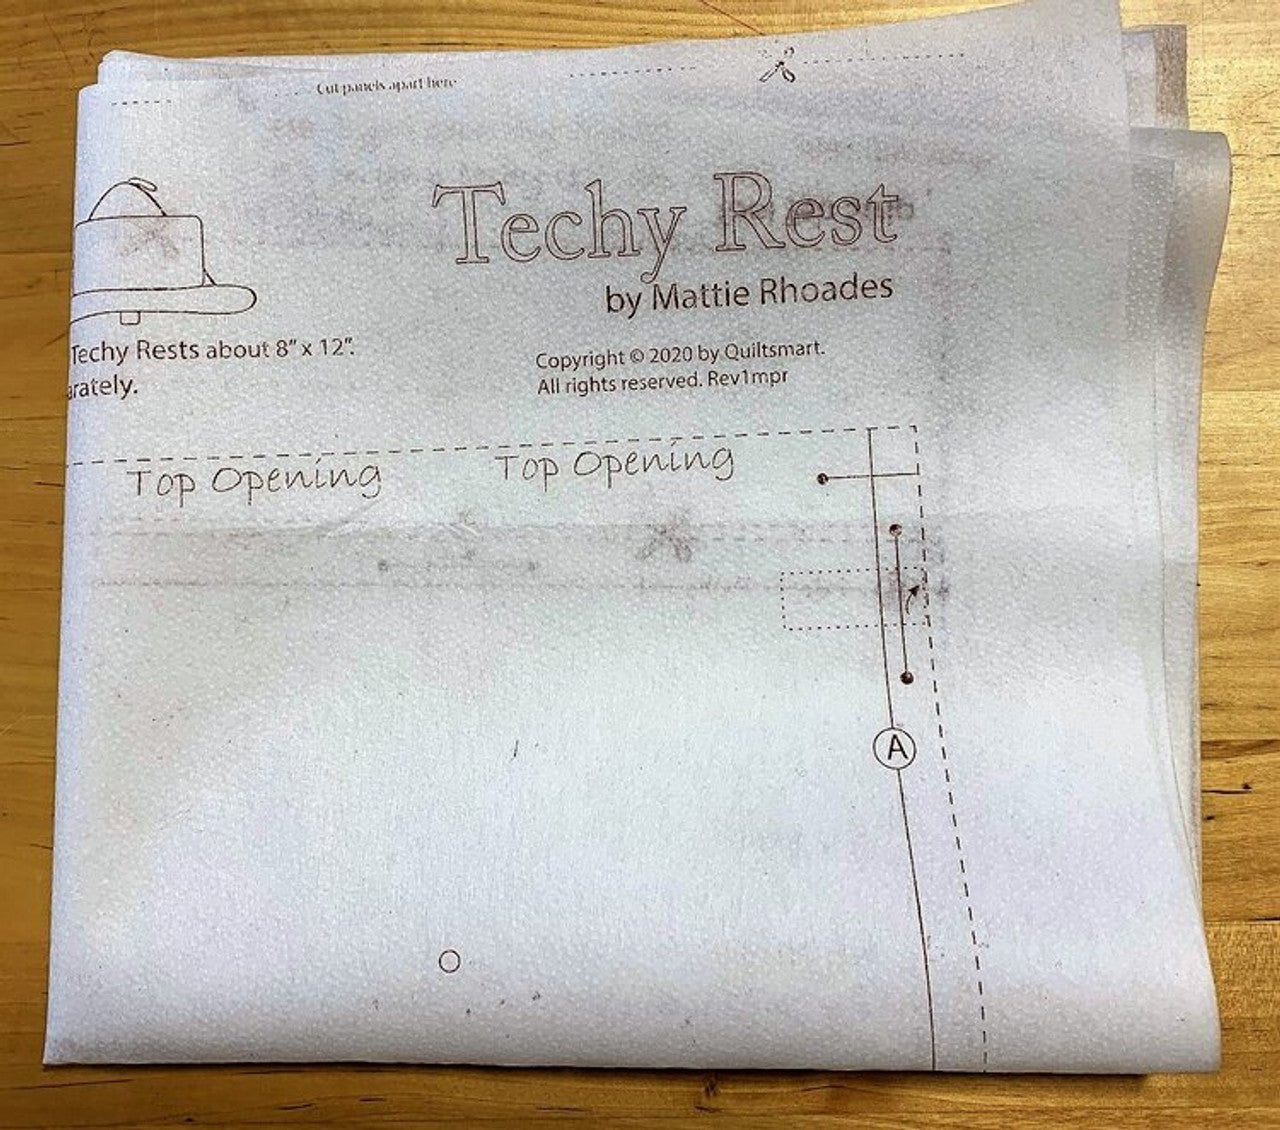 Cut panels apart here
Techy Rest
by Mattie Rhoades
Techy Rests about 8" x 12".
arately.
Copyright © 2020 by Quiltsmart.
All rights reserved. Rev1mpr
Top Opening Top Opening
A